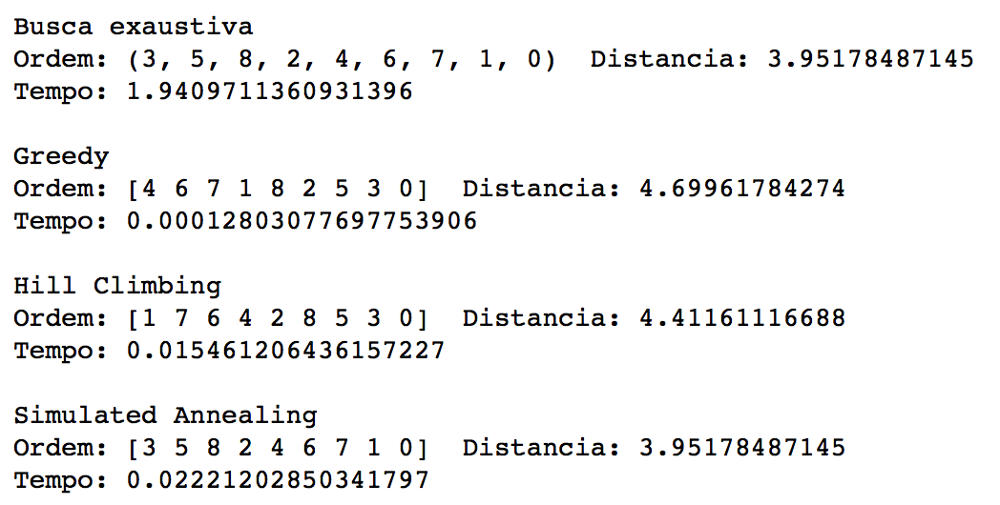 Busca exaustiva
Ordem: (3, 5, 8, 2, 4, 6, 7, 1, 0)  Distancia: 3.95178487145
Tempo: 1.9409711360931396
Greedy
Ordem: [4 6 7 1 8 2 5 3 0]  Distancia: 4.69961784274
Tempo: 0.00012803077697753906
Hill Climbing
Ordem: [1 7 6 4 2 8 5 3 0]  Distancia: 4.41161116688
Tempo: 0.015461206436157227
Simulated Annealing
Ordem: [3 5 8 2 4 6 7 1 0]  Distancia: 3.95178487145
Tempo: 0.02221202850341797